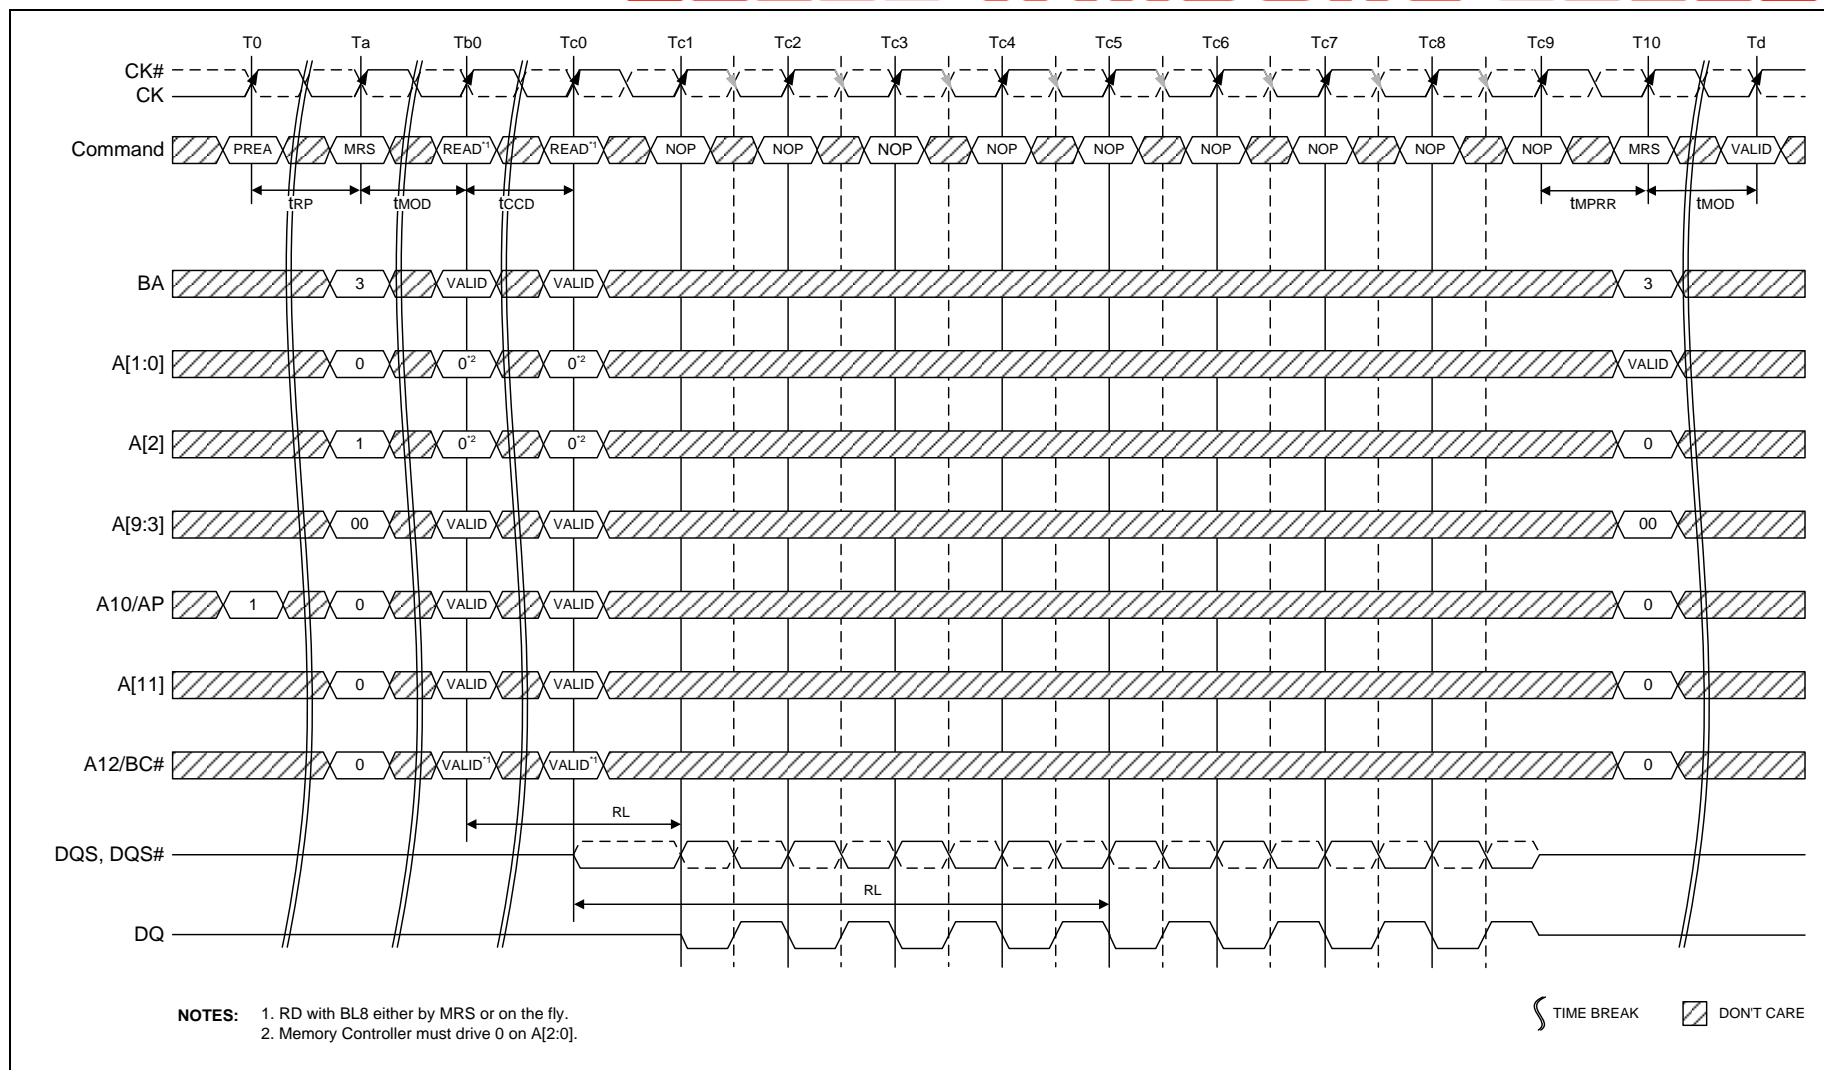 T0 Ta Tb0 Tc0 Tc1 Tc2 Tc3 Tc4 Tc5 Tc6 Tc7 Tc8 Tc9 T10 Td
CK#
CK
Command PREA MRS READ*1 READ*1 NOP NOP NOP NOP NOP NOP NOP NOP NOP MRS VALID
tRP tMOD tCCD tMPRR tMOD
BA 3 VALID VALID 3
A[1:0] 0 0*2 0*2 VALID
A[2] 1 0*2 0*2 0
A[9:3] 00 VALID VALID 00
A10/AP 1 0 VALID VALID 0
A[11] 0 VALID VALID 0
A12/BC# 0 VALID*1 VALID*1 0
RL
DQS, DQS#
RL
DQ
NOTES: 1. RD with BL8 either by MRS or on the fly.
2. Memory Controller must drive 0 on A[2:0].
TIME BREAK DON'T CARE